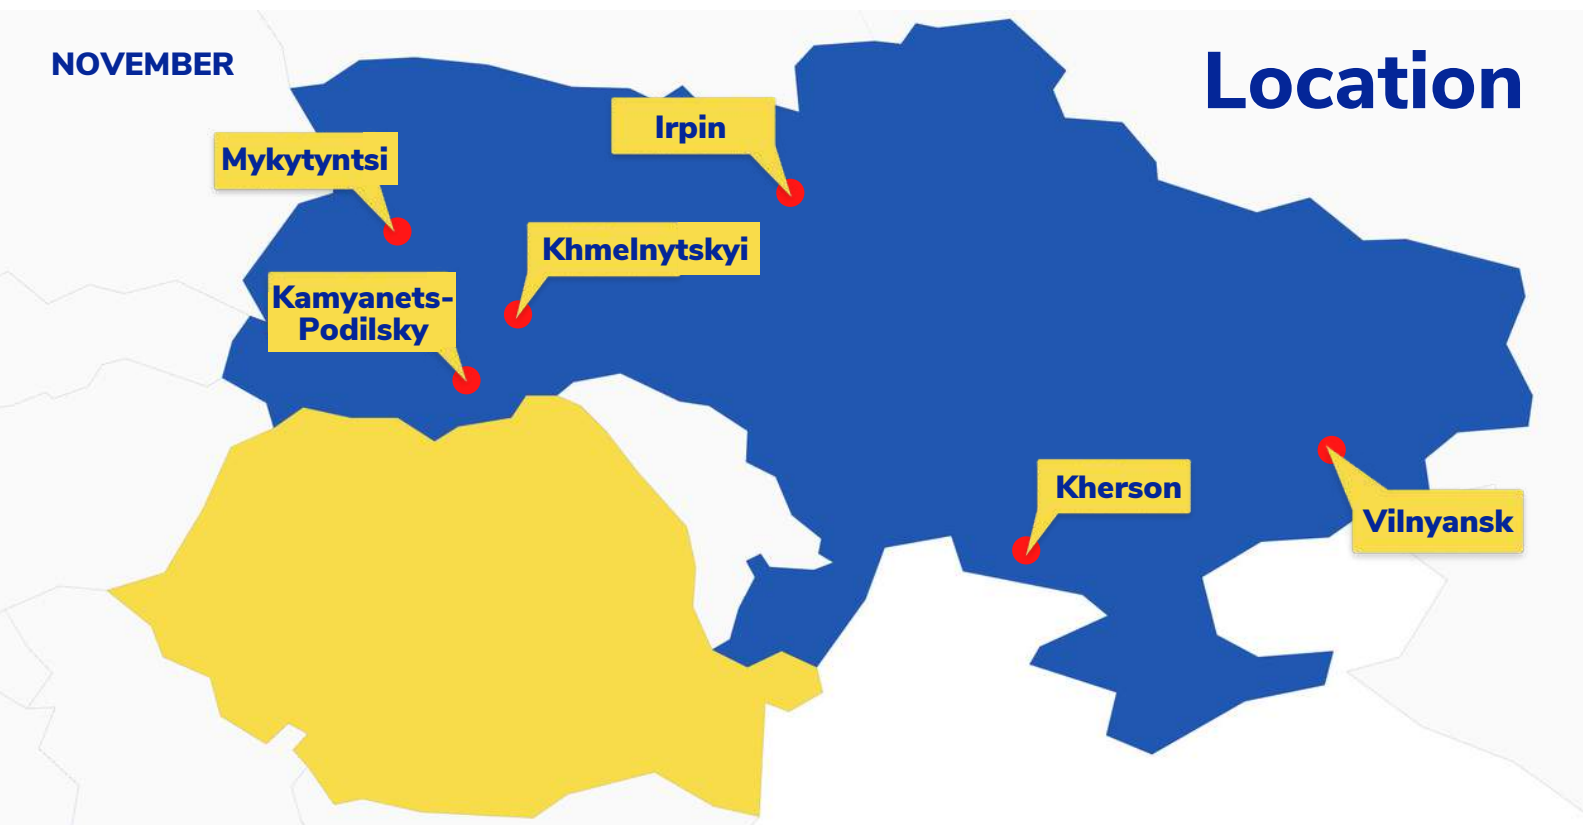 NOVEMBER
Location
Irpin
Mykytyntsi
Khmelnytskyi
Kamyanets-
Podilsky
Kherson
Vilnyansk